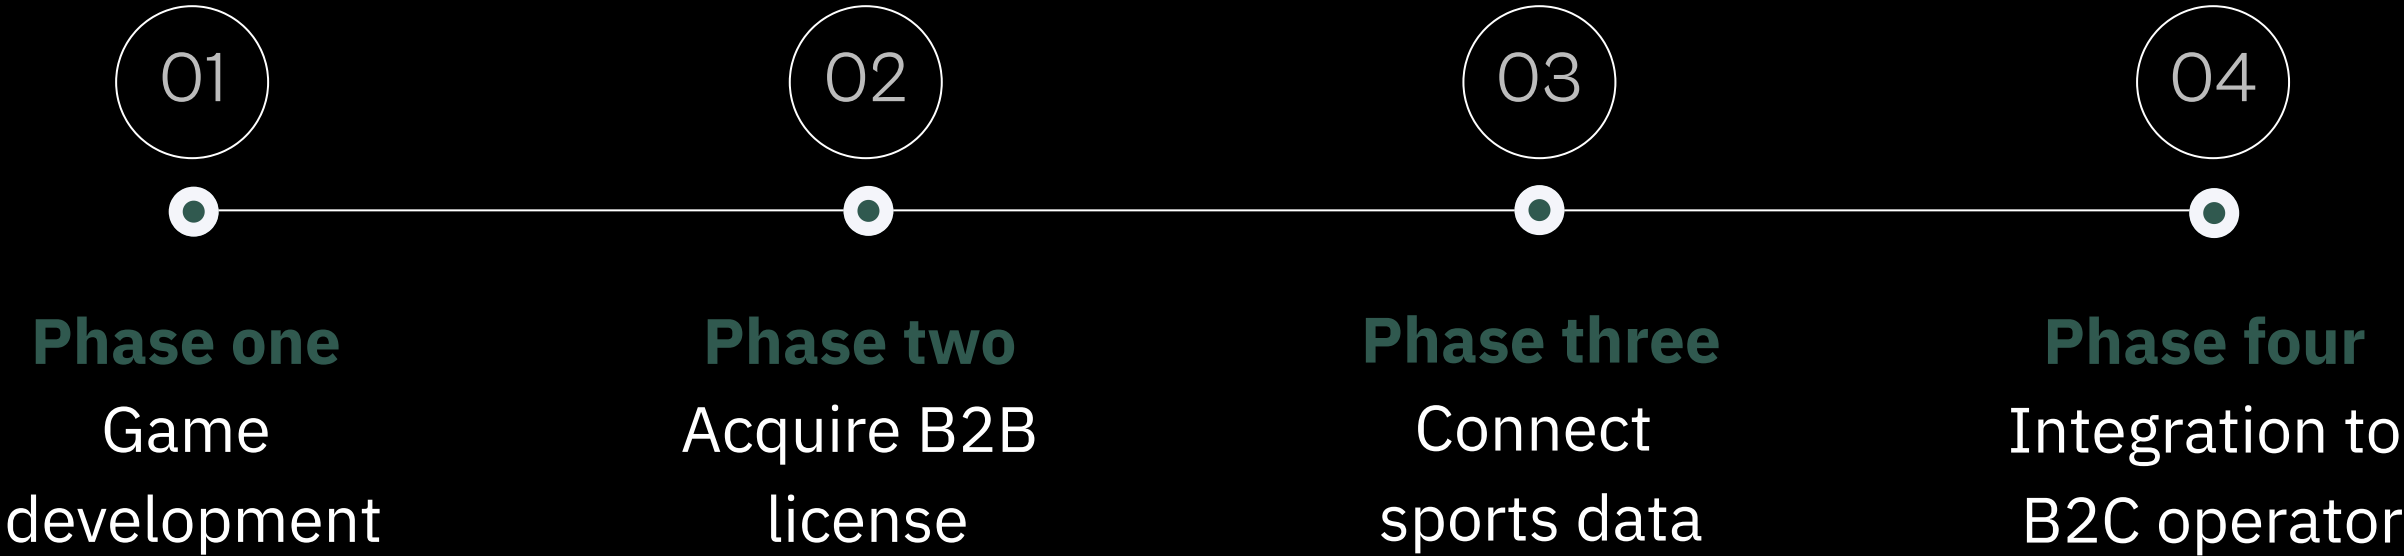 01
02
03
04
Phase one
Game
development
Phase two
Acquire B2B
license
Phase three
Connect
sports data
Phase four
Integration to
B2C operator